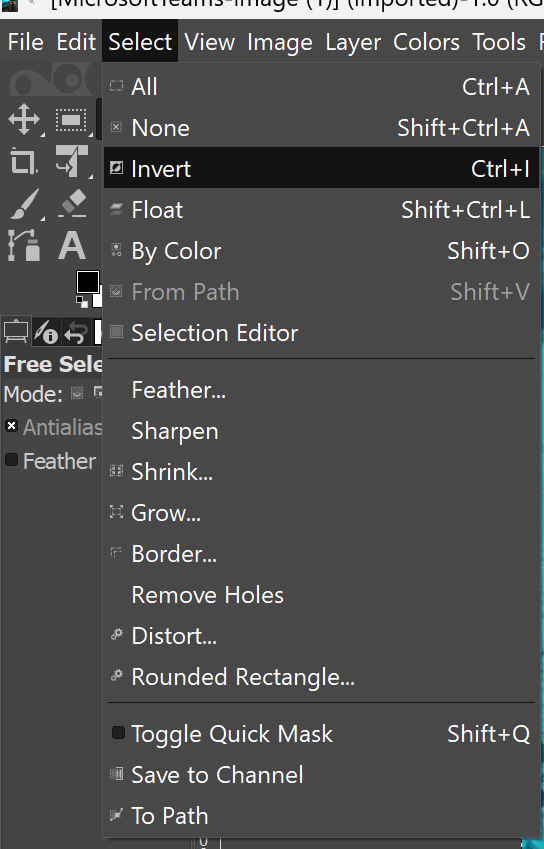 [MicrosoftTeams-image (1)] (imported)-1.0 (RG
File Edit Select View Image Layer Colors Tools
All Ctrl+A
None Shift+Ctrl+A
Invert Ctrl+I
Float Shift+Ctrl+L
By Color Shift+O
From Path Shift+V
Selection Editor
Free Sele
Mode:
Feather...
Antialias
Sharpen
Feather
Shrink...
Grow...
Border...
Remove Holes
Distort...
Rounded Rectangle...
Toggle Quick Mask Shift+Q
Save to Channel
To Path
0